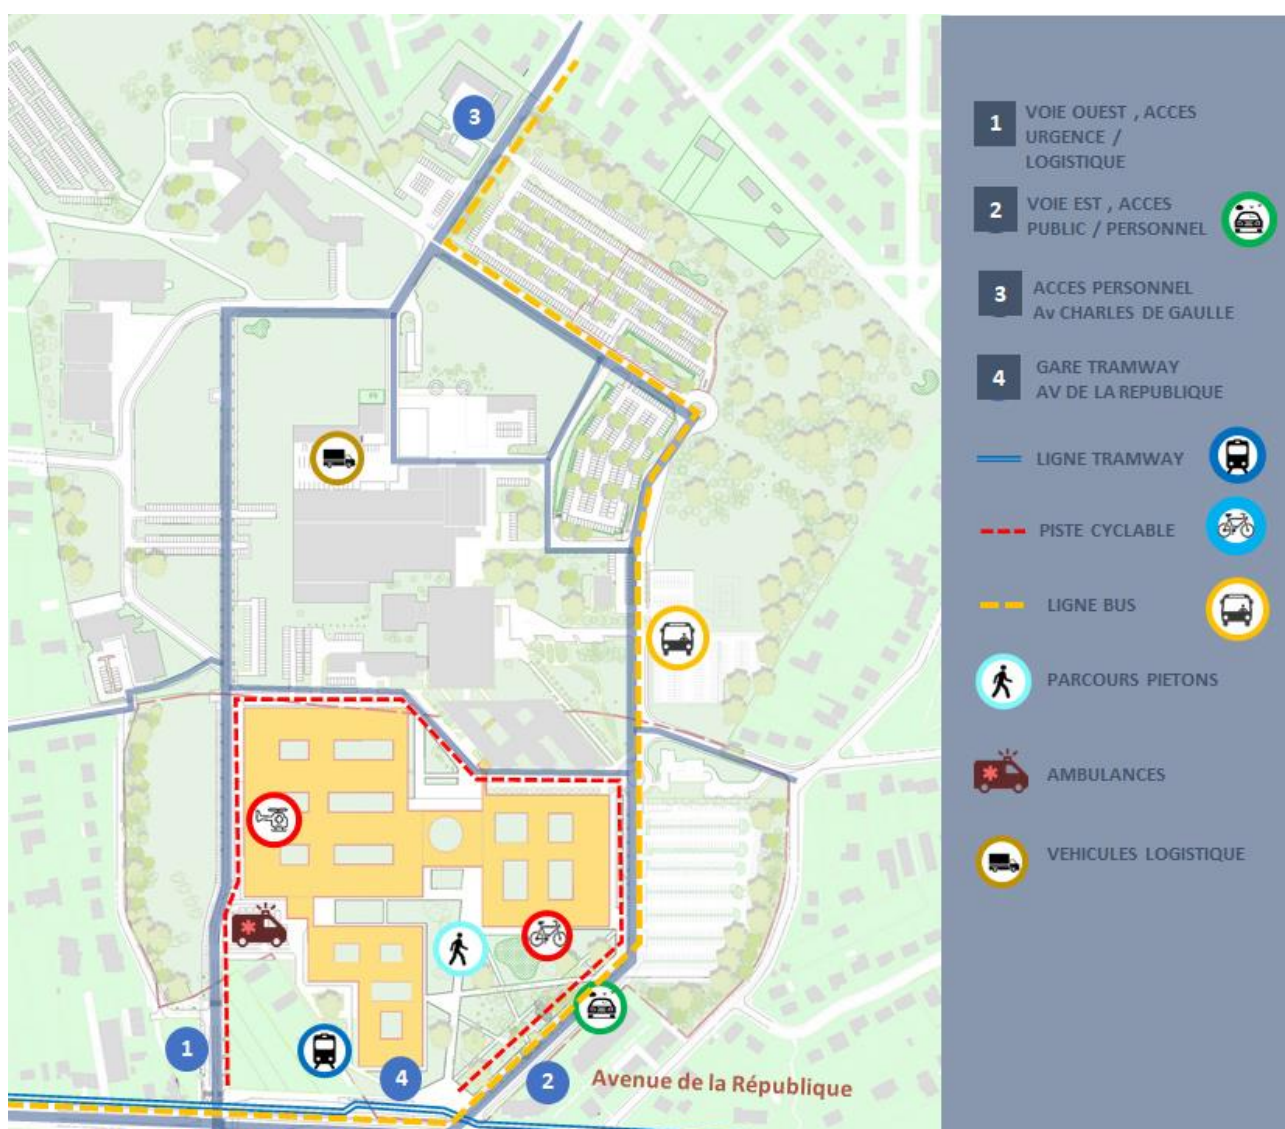 3
1
4
2
Avenue de la République
1
VOIE OUEST , ACCES
URGENCE /
LOGISTIQUE
2
VOIE EST , ACCES
PUBLIC / PERSONNEL
3
ACCES PERSONNEL
Av CHARLES DE GAULLE
4
GARE TRAMWAY
AV DE LA REPUBLIQUE
LIGNE TRAMWAY
PISTE CYCLABLE
LIGNE BUS
PARCOURS PIETONS
AMBULANCES
VEHICULES LOGISTIQUE